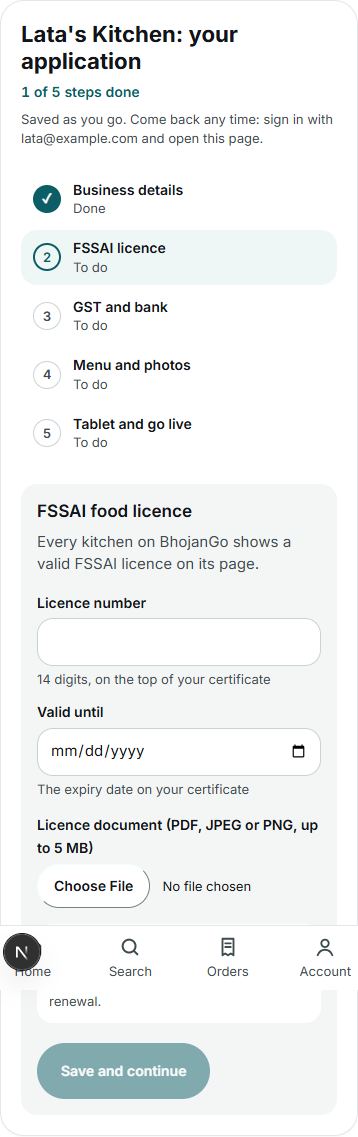 Lata's Kitchen: your
application
1 of 5 steps done
Saved as you go. Come back any time: sign in with
lata@example.com and open this page.
Business details
Done
2
FSSAI licence
To do
3
GST and bank
To do
4
Menu and photos
To do
5
Tablet and go live
To do
FSSAI food licence
Every kitchen on BhojanGo shows a
valid FSSAI licence on its page.
Licence number
14 digits, on the top of your certificate
Valid until
mm/dd/yyyy
The expiry date on your certificate
Licence document (PDF, JPEG or PNG, up
to 5 MB)
Choose File No file chosen
N
Home Search Orders Account
renewal.
Save and continue